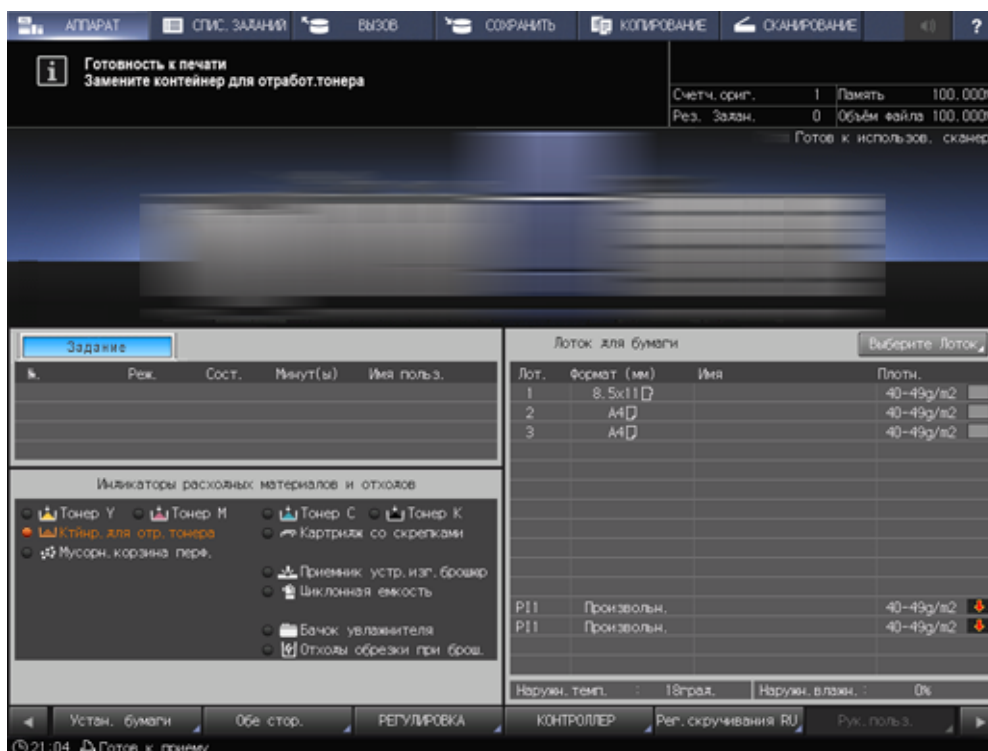 АППАРАТ СПИС. ЗАДАНИЙ ВЫЗОВ СОХРАНИТЬ КОПИРОВАНИЕ СКАНИРОВАНИЕ ?
Готовность к печати
Замените контейнер для отработ.тонера
Счетч.ориг. 1 Память 100.000
Рез. Задан. 0 Объём файла 100.000
Готов к использов. сканер
Задание
№. Реж. Сост. Минут(ы) Имя польз.
Лоток для бумаги Выберите Лоток
Лот. Формат (мм) Имя Плотн.
1 8.5x11 40-49g/m2
2 A4 40-49g/m2
3 A4 40-49g/m2
PI1 Произвольн. 40-49g/m2
PI1 Произвольн. 40-49g/m2
Наружн.темп. : 18град. Наружн.влажн. : 0%
Индикаторы расходных материалов и отходов
Тонер Y Тонер M Тонер C Тонер K
Ктйнр.для отр.тонера Картридж со скрепками
Мусорн.корзина перф.
Приемник устр.изг.брошюр
Циклонная емкость
Бачок увлажнителя
Отходы обрезки при брош.
Устан. бумаги Обе стор. РЕГУЛИРОВКА КОНТРОЛЛЕР Рег.скручивания RU Рук.польз.
21:04 Готов к приему